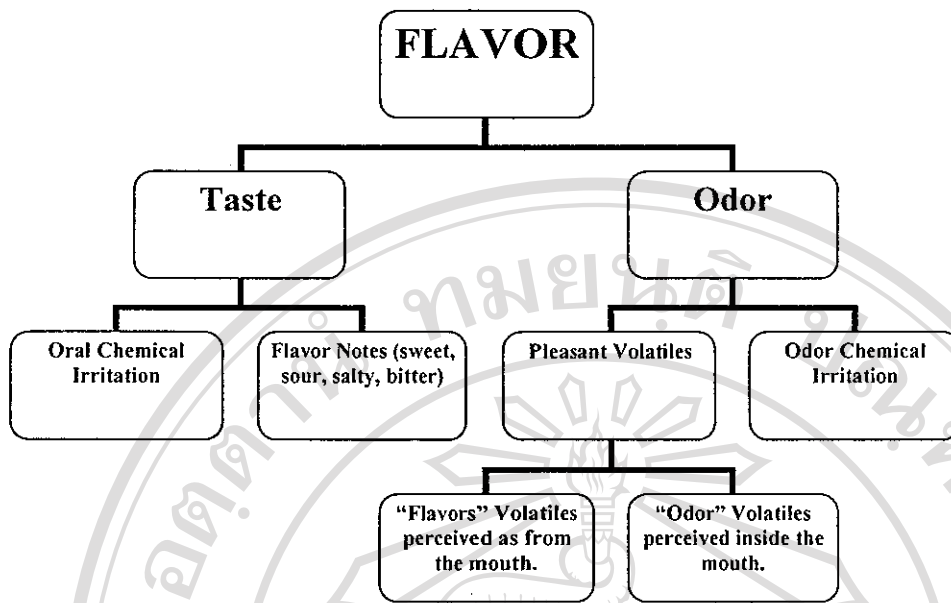 FLAVOR
Taste
Odor
Oral Chemical
Irritation
Flavor Notes (sweet,
sour, salty, bitter)
Pleasant Volatiles
Odor Chemical
Irritation
“Flavors” Volatiles
perceived as from
the mouth.
“Odor” Volatiles
perceived inside the
mouth.